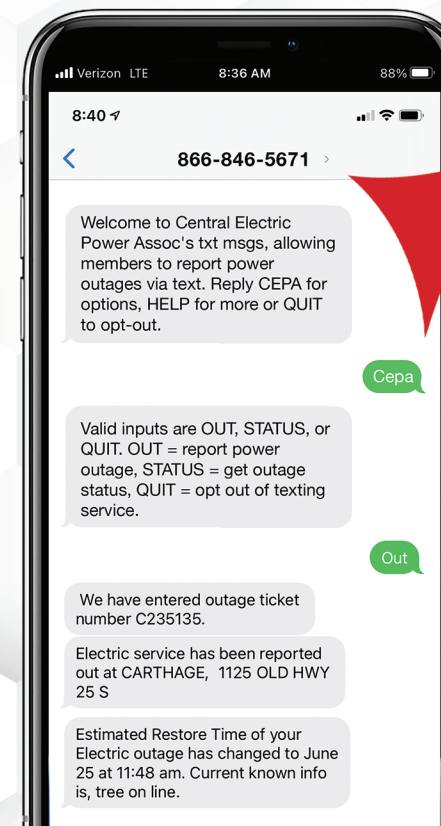 Verizon LTE 8:36 AM 88%
8:40
866-846-5671
Welcome to Central Electric
Power Assoc's txt msgs, allowing
members to report power
outages via text. Reply CEPA for
options, HELP for more or QUIT
to opt-out.
Cepa
Valid inputs are OUT, STATUS, or
QUIT. OUT = report power
outage, STATUS = get outage
status, QUIT = opt out of texting
service.
Out
We have entered outage ticket
number C235135.
Electric service has been reported
out at CARTHAGE, 1125 OLD HWY
25 S
Estimated Restore Time of your
Electric outage has changed to June
25 at 11:48 am. Current known info
is, tree on line.